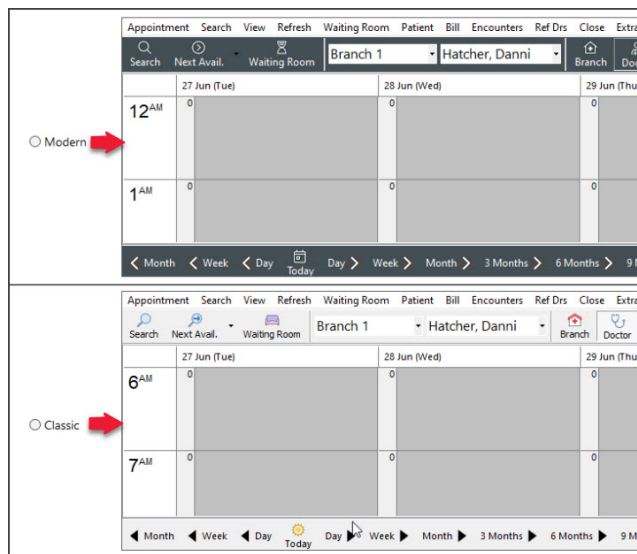 Appointment Search View Refresh Waiting Room Patient Bill Encounters Ref Drs Close Extra
Search Next Avail. Waiting Room Branch 1 Hatcher, Danni Branch Doc
27 Jun (Tue) 28 Jun (Wed) 29 Jun (Thu
12AM 0 0 0
Modern
1AM 0 0 0
Month Week Day Today Day Week Month 3 Months 6 Months 9 M
Appointment Search View Refresh Waiting Room Patient Bill Encounters Ref Drs Close Extra
Search Next Avail. Waiting Room Branch 1 Hatcher, Danni Branch Doctor
27 Jun (Tue) 28 Jun (Wed) 29 Jun (Thu
6AM 0 0 0
Classic
7AM 0 0 0
Month Week Day Today Day Week Month 3 Months 6 Months 9 M